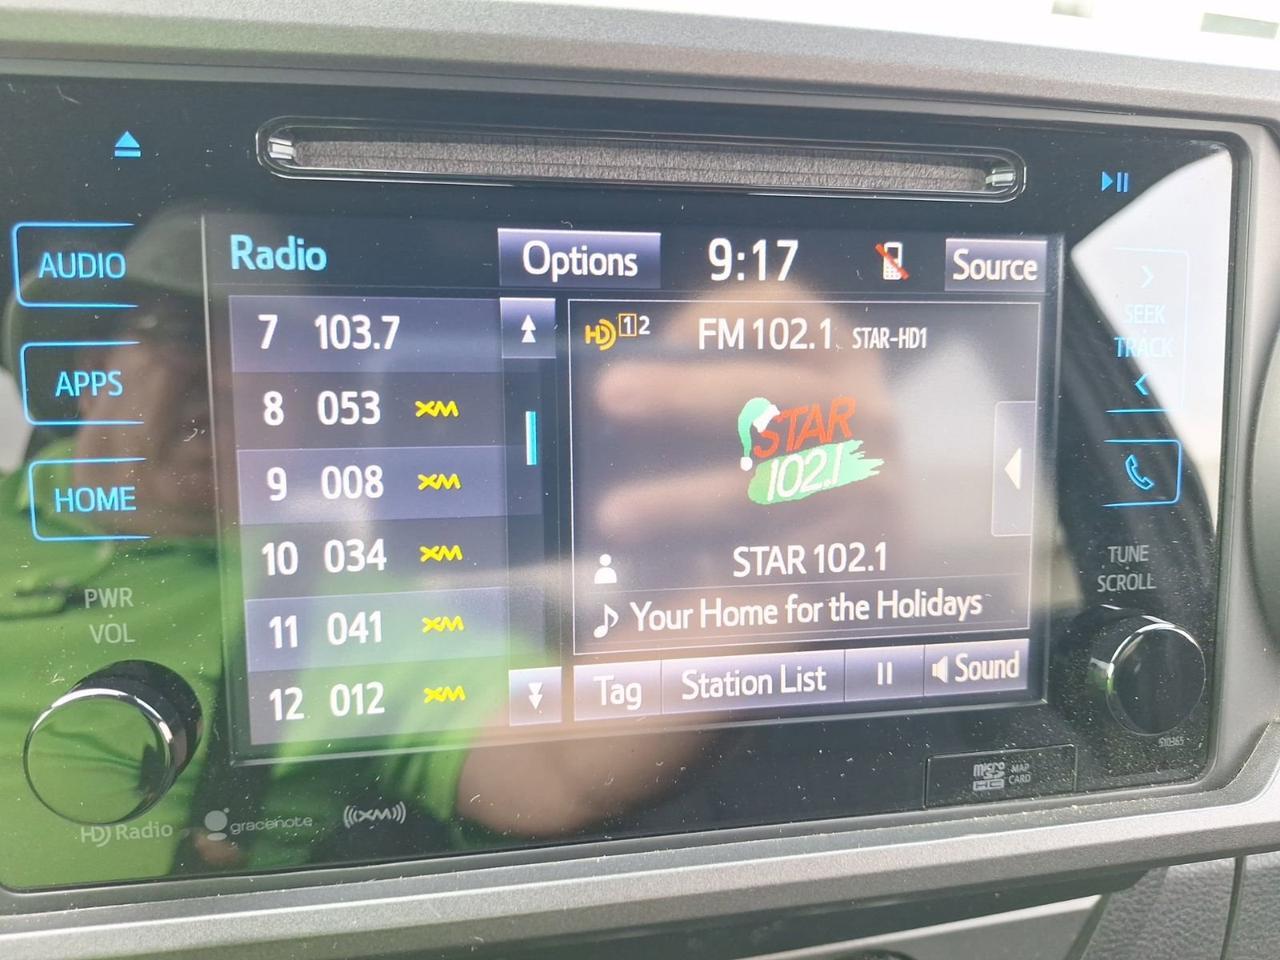 AUDIO
APPS
HOME
PWR
VOL
Radio
Options
9:17
Source
7 103.7
8 053 XM
9 008 XM
10 034 XM
11 041 XM
12 012 XM
HD 1 2
FM 102.1 STAR-HD1
STAR
102.1
STAR 102.1
Your Home for the Holidays
Tag
Station List
Sound
SEEK
TRACK
TUNE
SCROLL
510365
HD Radio
gracenote
((XM))
micro
SD
HC
MAP
CARD